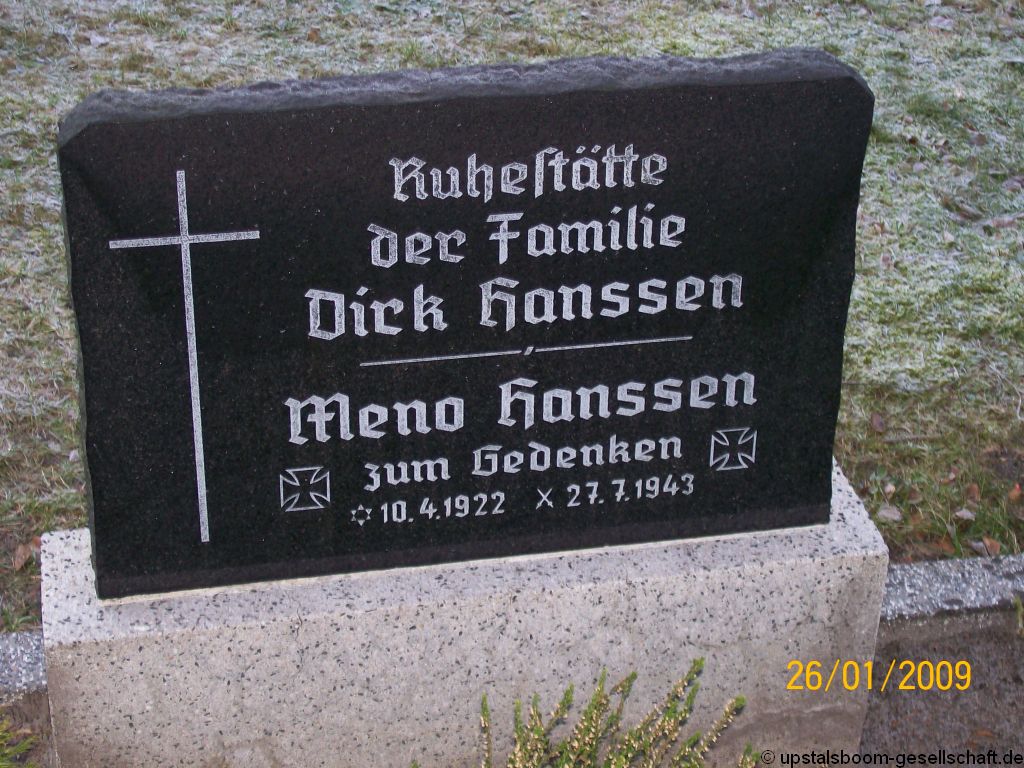 Ruhestätte
der Familie
Dirk Hanssen
Meno Hanssen
zum Gedenken
✡ 10.4.1922 ⚔ 27.7.1943
26/01/2009
© upstalsboom-gesellschaft.de